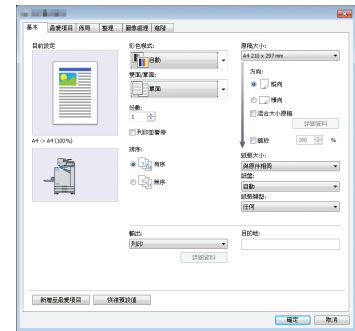 基本
最愛項目
佈局
整理
圖像處理
進階
目前設定
A4 -> A4 (100%)
彩色模式:
自動
雙面/單面:
單面
份數:
1
列印並暫停
排序:
有序
無序
輸出:
列印
詳細資料
原稿大小:
A4 210 x 297 mm
方向:
縱向
橫向
混合大小原稿
詳細資料
縮放
100
%
紙張大小:
與原件相同
紙盤:
自動
紙張類型:
任何
目的地:
新增至最愛項目
恢復預設值
確定
取消